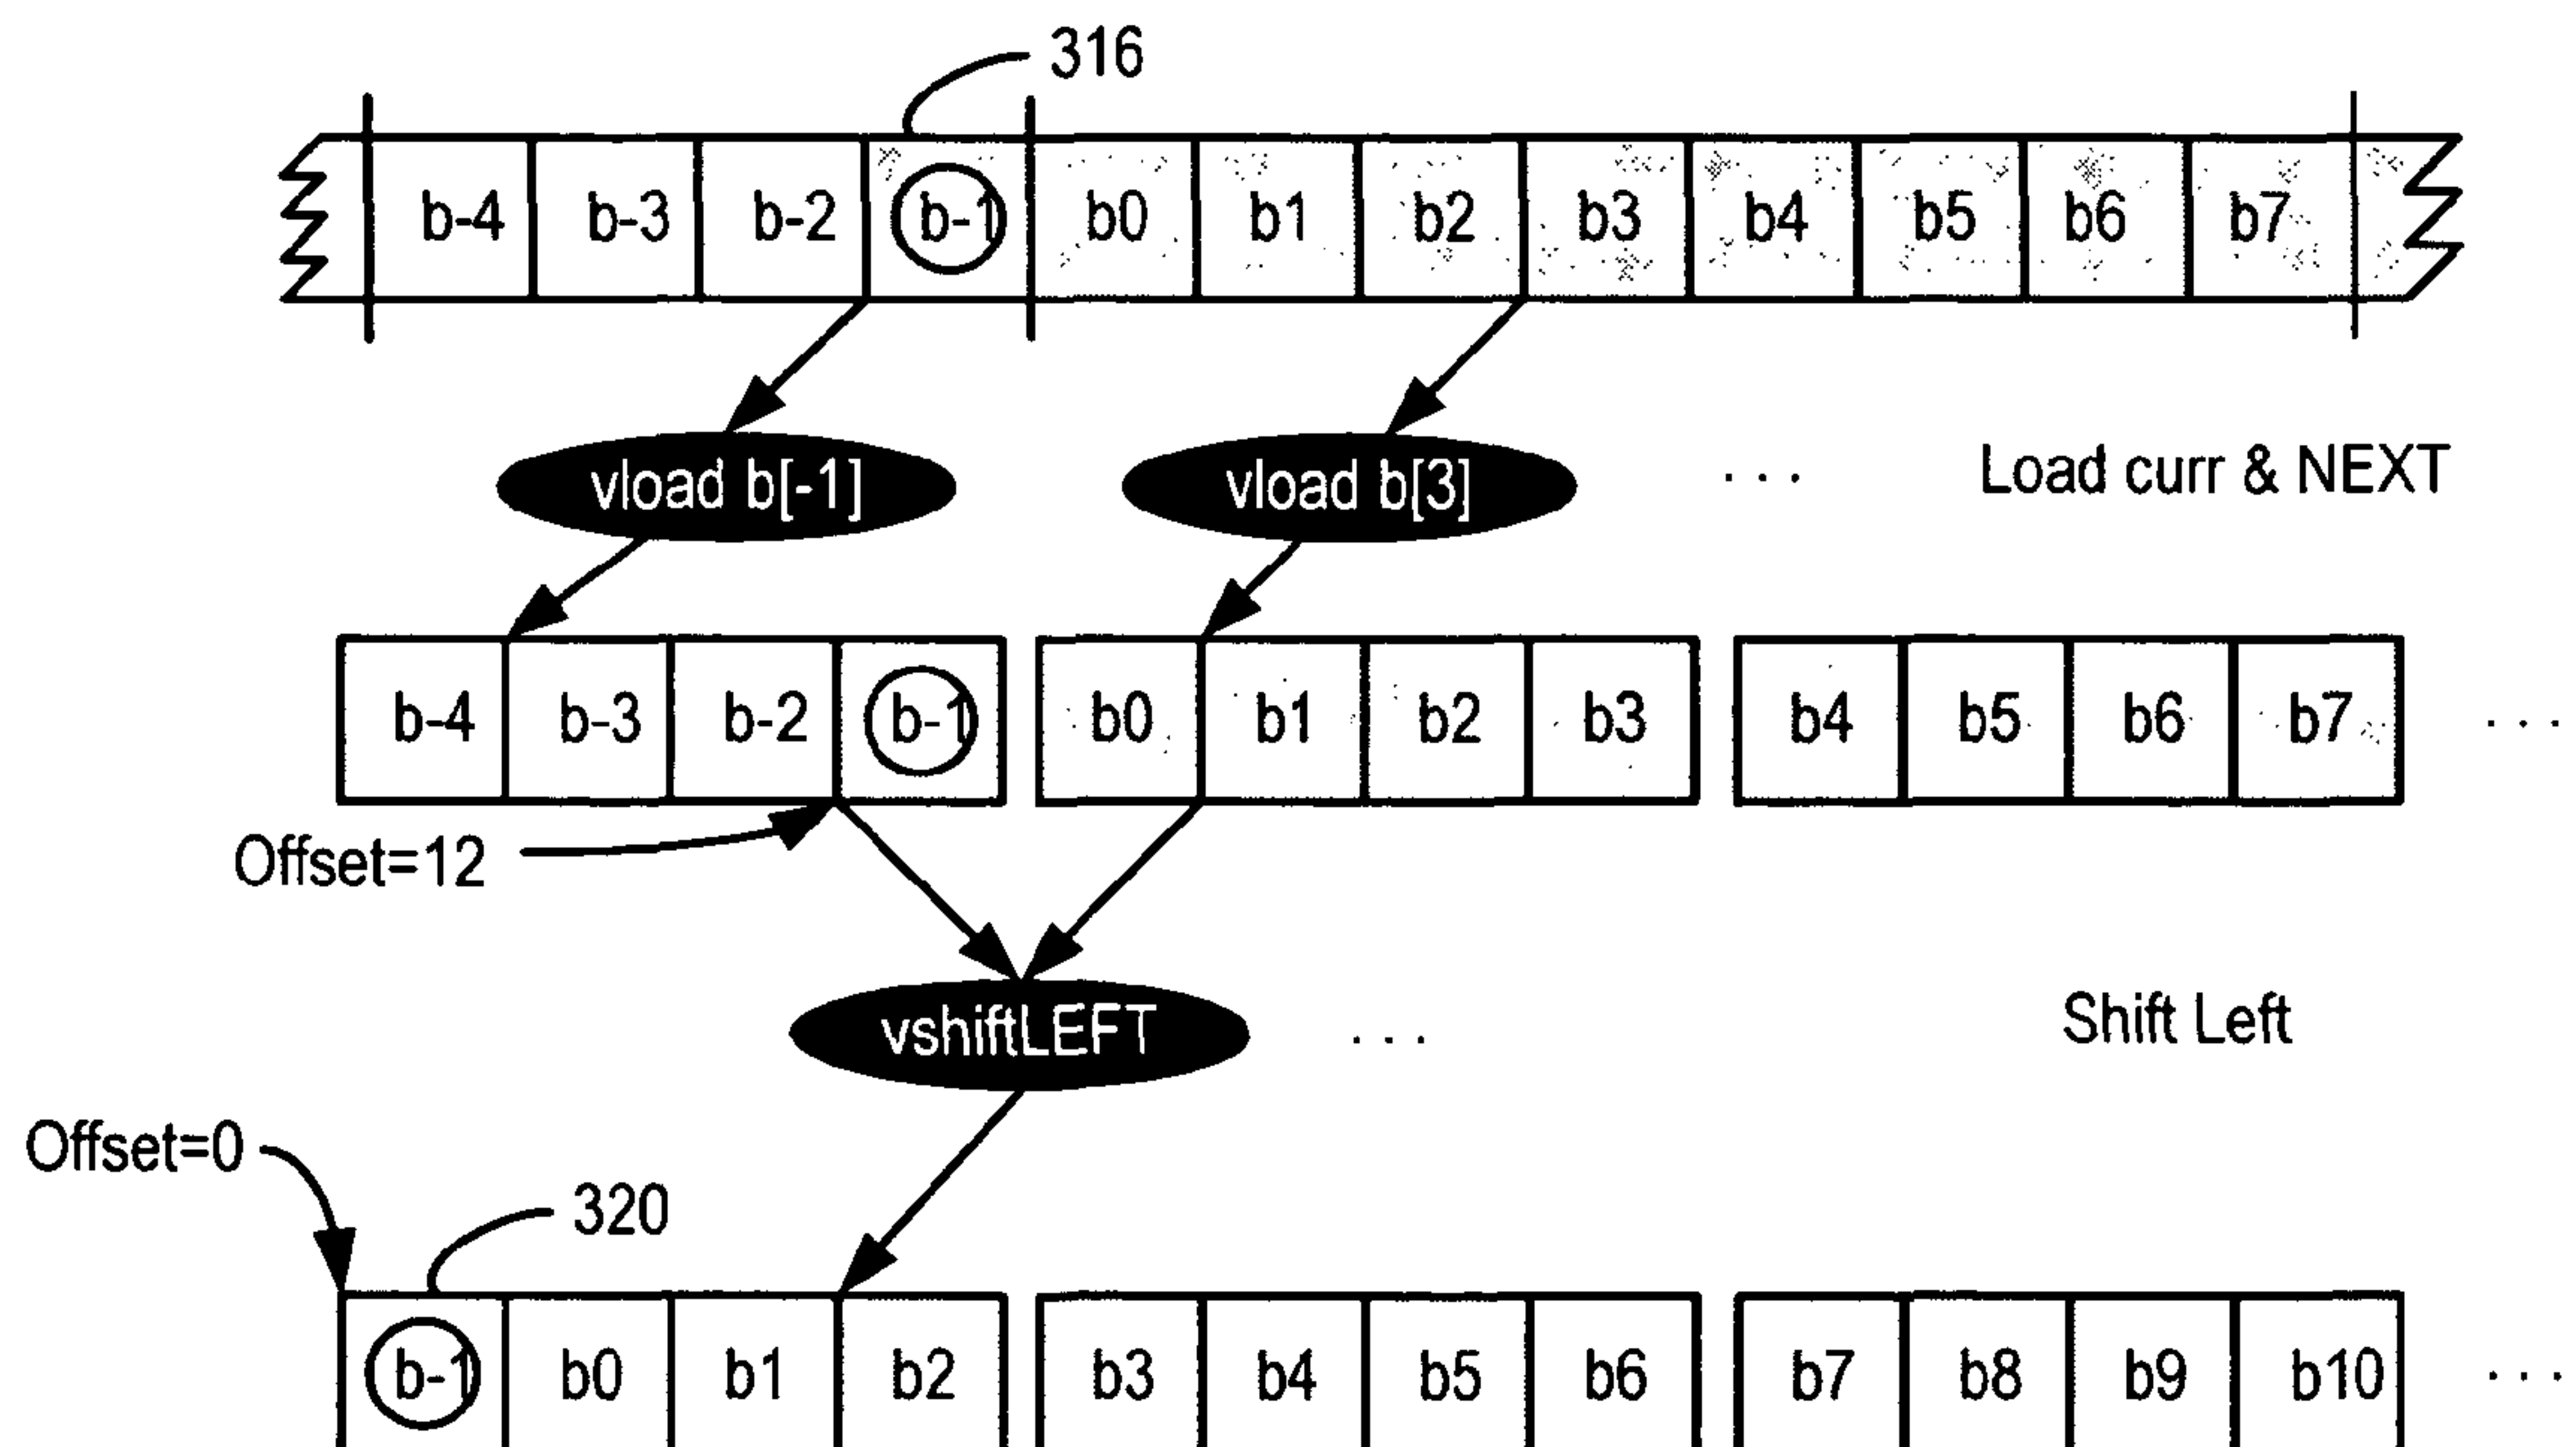 316
b-4 b-3 b-2 b-1 b0 b1 b2 b3 b4 b5 b6 b7
vload b[-1] vload b[3] ... Load curr & NEXT
b-4 b-3 b-2 b-1 b0 b1 b2 b3 b4 b5 b6 b7 ...
Offset=12
vshiftLEFT ... Shift Left
Offset=0
320
b-1 b0 b1 b2 b3 b4 b5 b6 b7 b8 b9 b10 ...